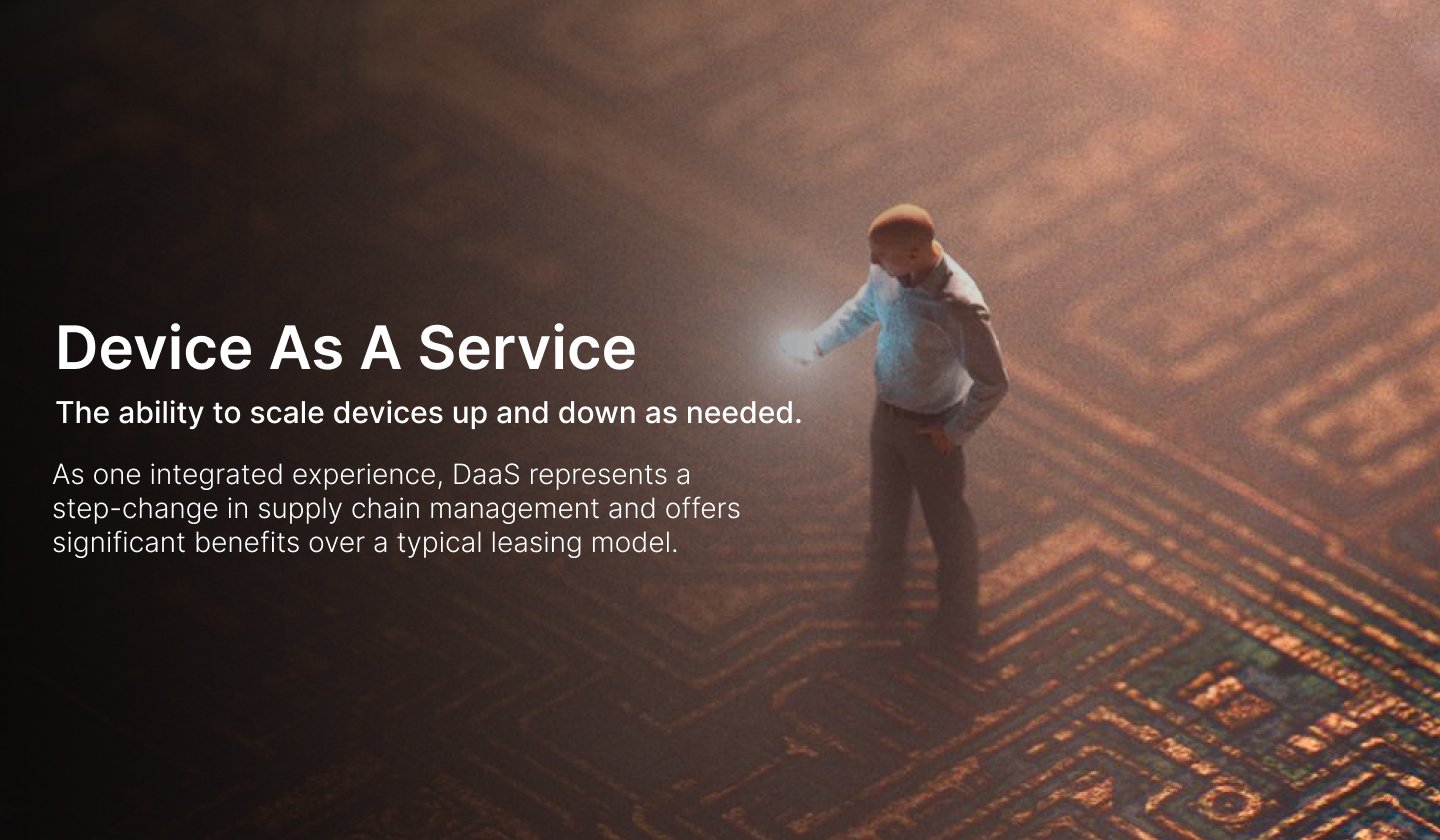 Device As A Service
The ability to scale devices up and down as needed.
As one integrated experience, DaaS represents a
step-change in supply chain management and offers
significant benefits over a typical leasing model.